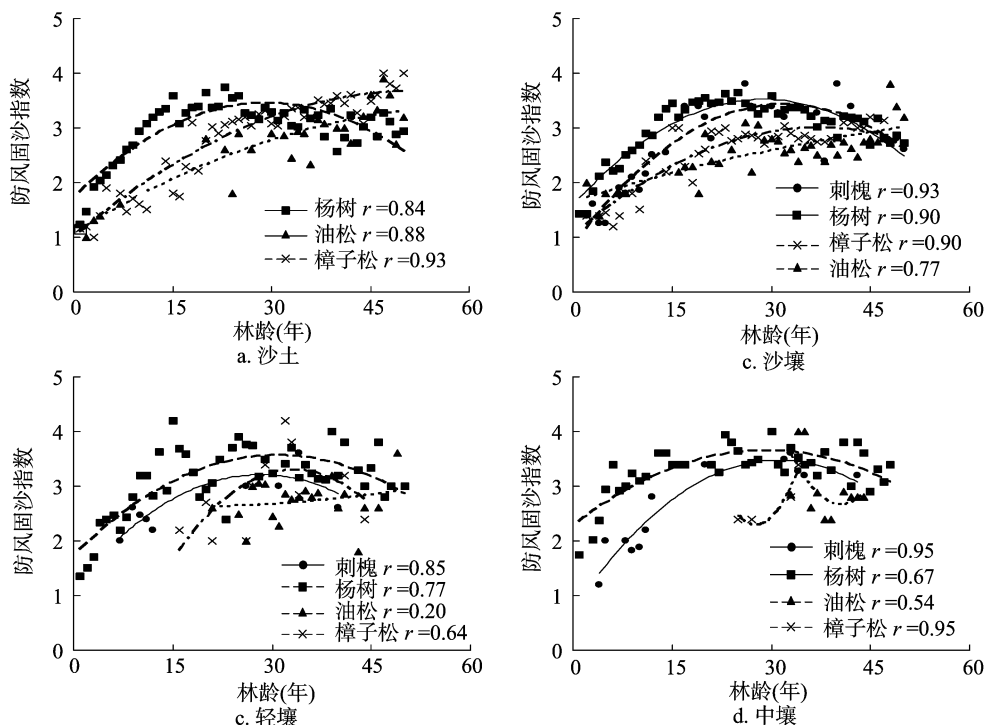 5
4
3
2
1
0
防风固沙指数
0
15
30
45
60
林龄(年)
杨树 r=0.84
油松 r=0.88
樟子松 r=0.93
a. 沙土
5
4
3
2
1
0
防风固沙指数
0
15
30
45
60
林龄(年)
刺槐 r=0.93
杨树 r=0.90
樟子松 r=0.90
油松 r=0.77
c. 沙壤
5
4
3
2
1
0
防风固沙指数
0
15
30
45
60
林龄(年)
刺槐 r=0.85
杨树 r=0.77
油松 r=0.20
樟子松 r=0.64
c. 轻壤
5
4
3
2
1
0
防风固沙指数
0
15
30
45
60
林龄(年)
刺槐 r=0.95
杨树 r=0.67
油松 r=0.54
樟子松 r=0.95
d. 中壤